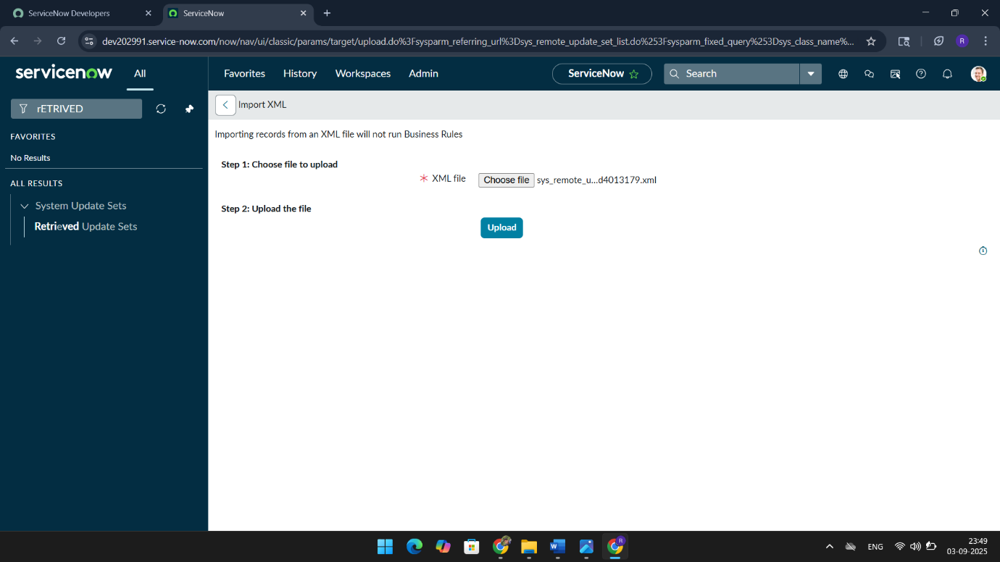 ServiceNow Developers
ServiceNow
dev202991.service-now.com/now/nav/ui/classic/params/target/upload.do%3Fsysparm_referring_url%3Dsys_remote_update_set_list.do%253Fsysparm_fixed_query%253Dsys_class_name%...
R
servicenow
All
Favorites
History
Workspaces
Admin
ServiceNow
Search
rETRIVED
Import XML
FAVORITES
No Results
ALL RESULTS
System Update Sets
Retrieved Update Sets
Importing records from an XML file will not run Business Rules
Step 1: Choose file to upload
XML file
Choose file
sys_remote_u...d4013179.xml
Step 2: Upload the file
Upload
ENG
23:49
03-09-2025